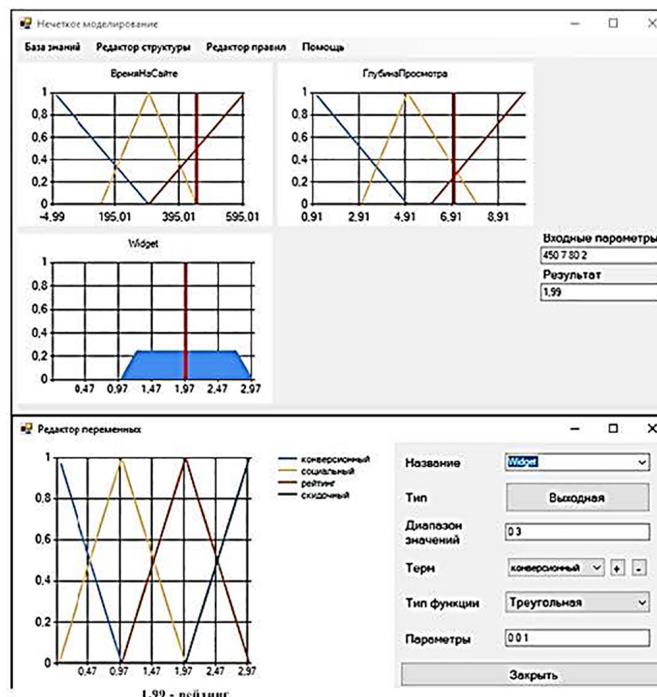 Нечеткое моделирование
База знаний Редактор структуры Редактор правил Помощь
ВремяНаСайте
1
0,8
0,6
0,4
0,2
0
-4,99 195,01 395,01 595,01
ГлубинаПросмотра
1
0,8
0,6
0,4
0,2
0
0,91 2,91 4,91 6,91 8,91
Widget
1
0,8
0,6
0,4
0,2
0
0,47 0,97 1,47 1,97 2,47 2,97
Входные параметры
450 7 80 2
Результат
1,99
Редактор переменных
1
0,8
0,6
0,4
0,2
0
0,47 0,97 1,47 1,97 2,47 2,97
конверсионный
социальный
рейтинг
скидочный
Название Widget
Тип Выходная
Диапазон
значений 0 3
Терм конверсионный + -
Тип функции Треугольная
Параметры 0 0 1
Закрыть
1,99 - рейтинг